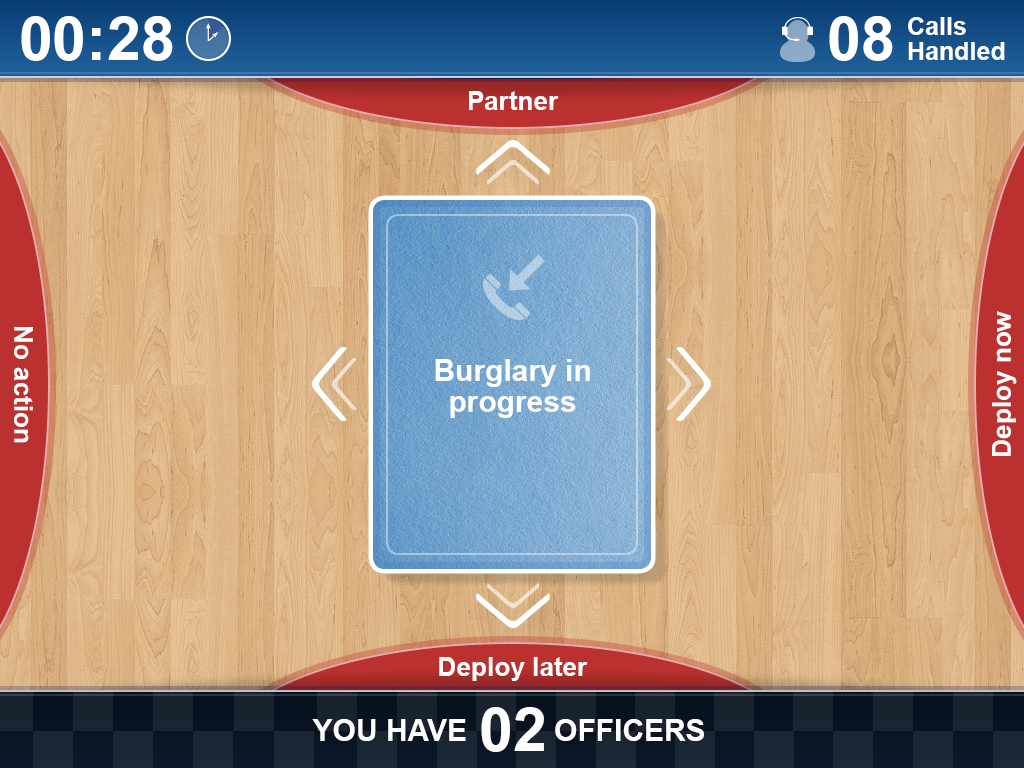 00:28
08 Calls
Handled
Partner
No action
Burglary in
progress
Deploy now
Deploy later
YOU HAVE 02 OFFICERS